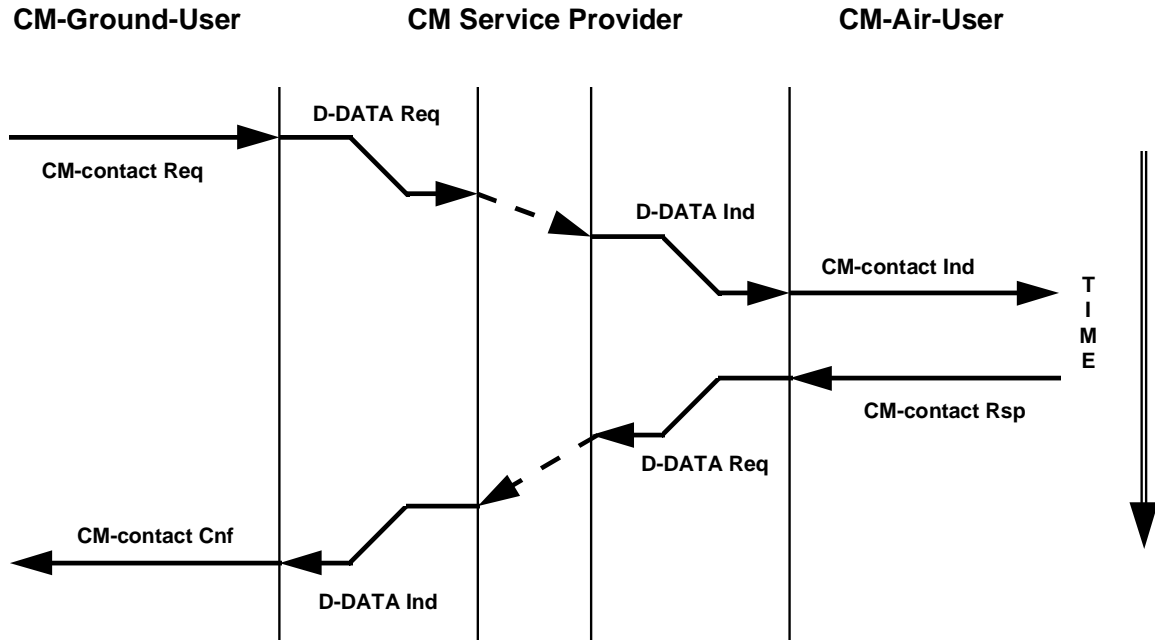 CM-Ground-User
CM Service Provider
CM-Air-User
D-DATA Req
CM-contact Req
D-DATA Ind
CM-contact Ind
T
I
M
E
CM-contact Rsp
D-DATA Req
CM-contact Cnf
D-DATA Ind